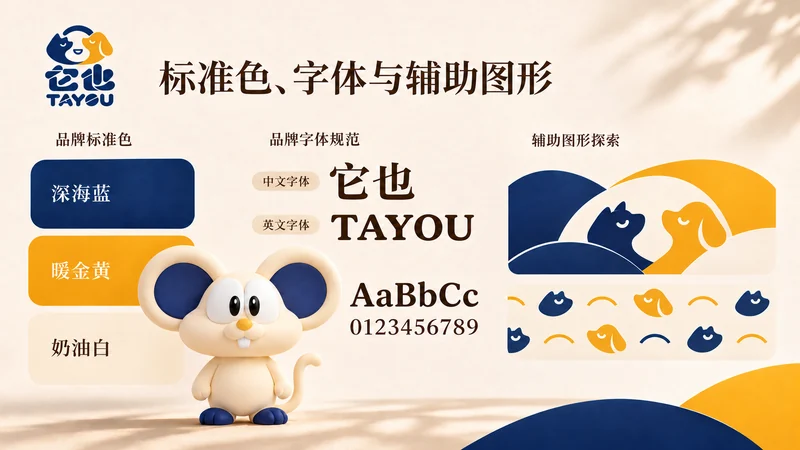 它也
TAYOU
标准色、字体与辅助图形
品牌标准色
深海蓝
暖金黄
奶油白
品牌字体规范
中文字体
它也
英文字体
TAYOU
AaBbCc
0123456789
辅助图形探索